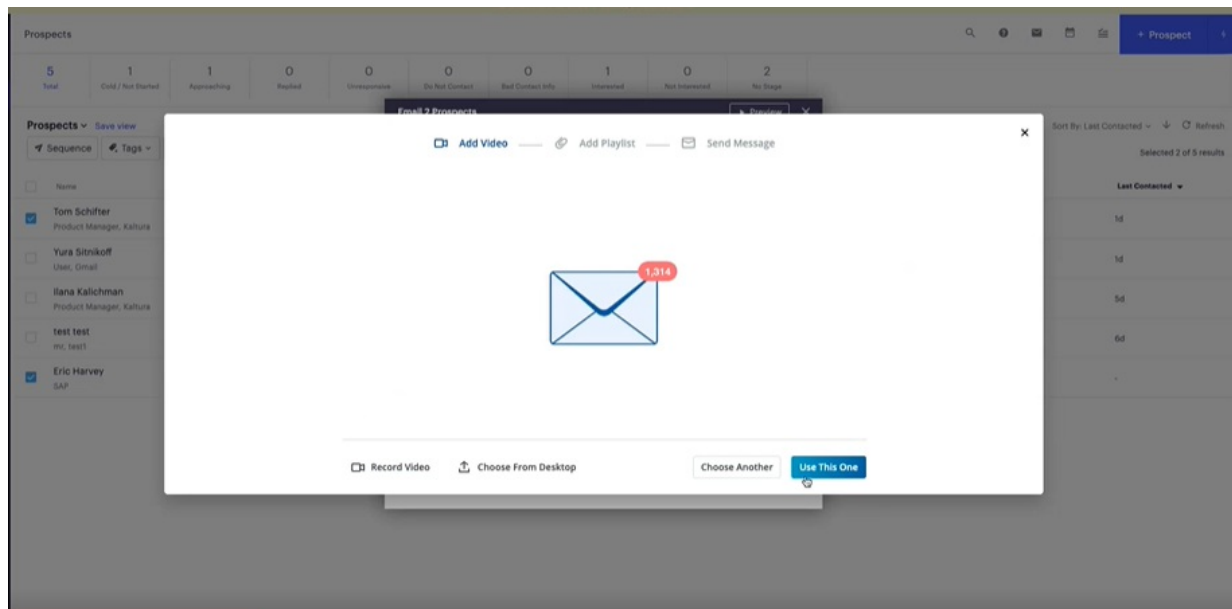 Prospects
+ Prospect
5 1 1 0 0 0 0 1 0 2
Total Cold / Not Started Approaching Replied Unresponsive Do Not Contact Bad Contact Info Interested Not Interested No Stage
Email 2 Prospects Preview
Prospects Save view
Sort By: Last Contacted Refresh
Add Video Add Playlist Send Message
Sequence Tags
Selected 2 of 5 results
Name
Last Contacted
Tom Schifter
Product Manager, Kaltura
1d
Yura Sitnikoff
User, Gmail
1d
1,314
Ilana Kalichman
Product Manager, Kaltura
5d
test test
mr, test1
6d
Eric Harvey
SAP
-
Record Video Choose From Desktop Choose Another Use This One